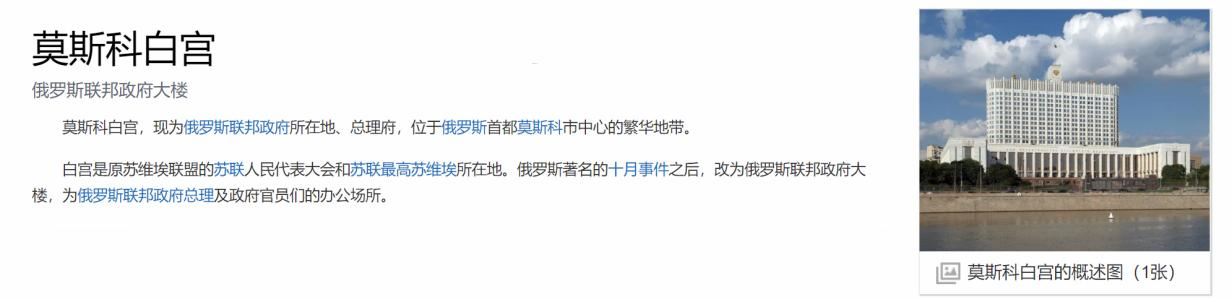 莫斯科白宫
俄罗斯联邦政府大楼
莫斯科白宫，现为俄罗斯联邦政府所在地、总理府，位于俄罗斯首都莫斯科市中心的繁华地带。
白宫是原苏维埃联盟的苏联人民代表大会和苏联最高苏维埃所在地。俄罗斯著名的十月事件之后，改为俄罗斯联邦政府大
楼，为俄罗斯联邦政府总理及政府官员们的办公场所。
莫斯科白宫的概述图（1张）